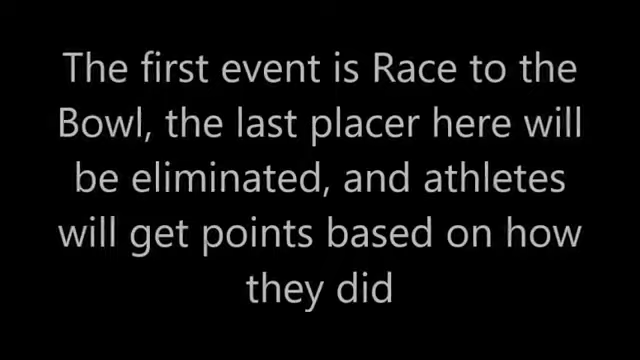 The first event is Race to the
Bowl, the last placer here will
be eliminated, and athletes
will get points based on how
they did